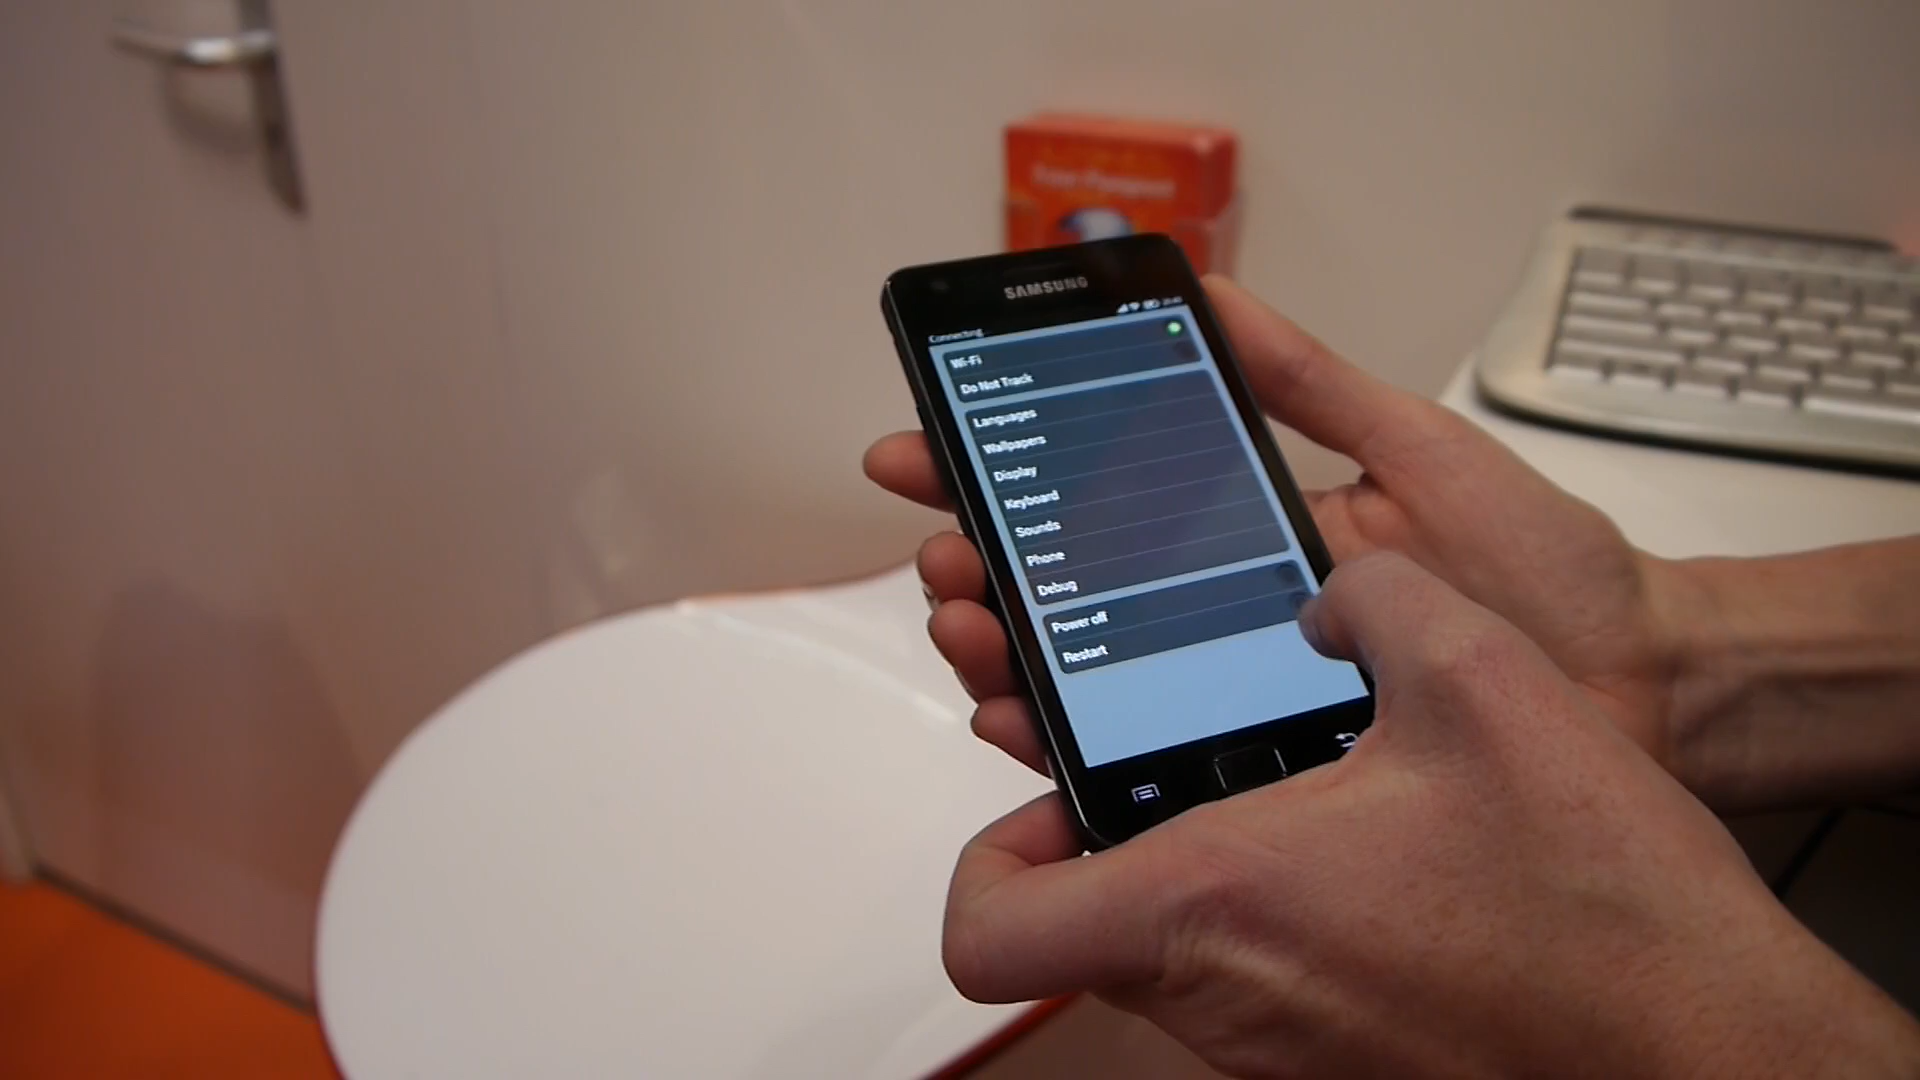 SAMSUNG
Connecting
Wi-Fi
Do Not Track
Languages
Wallpapers
Display
Keyboard
Sounds
Phone
Debug
Power off
Restart